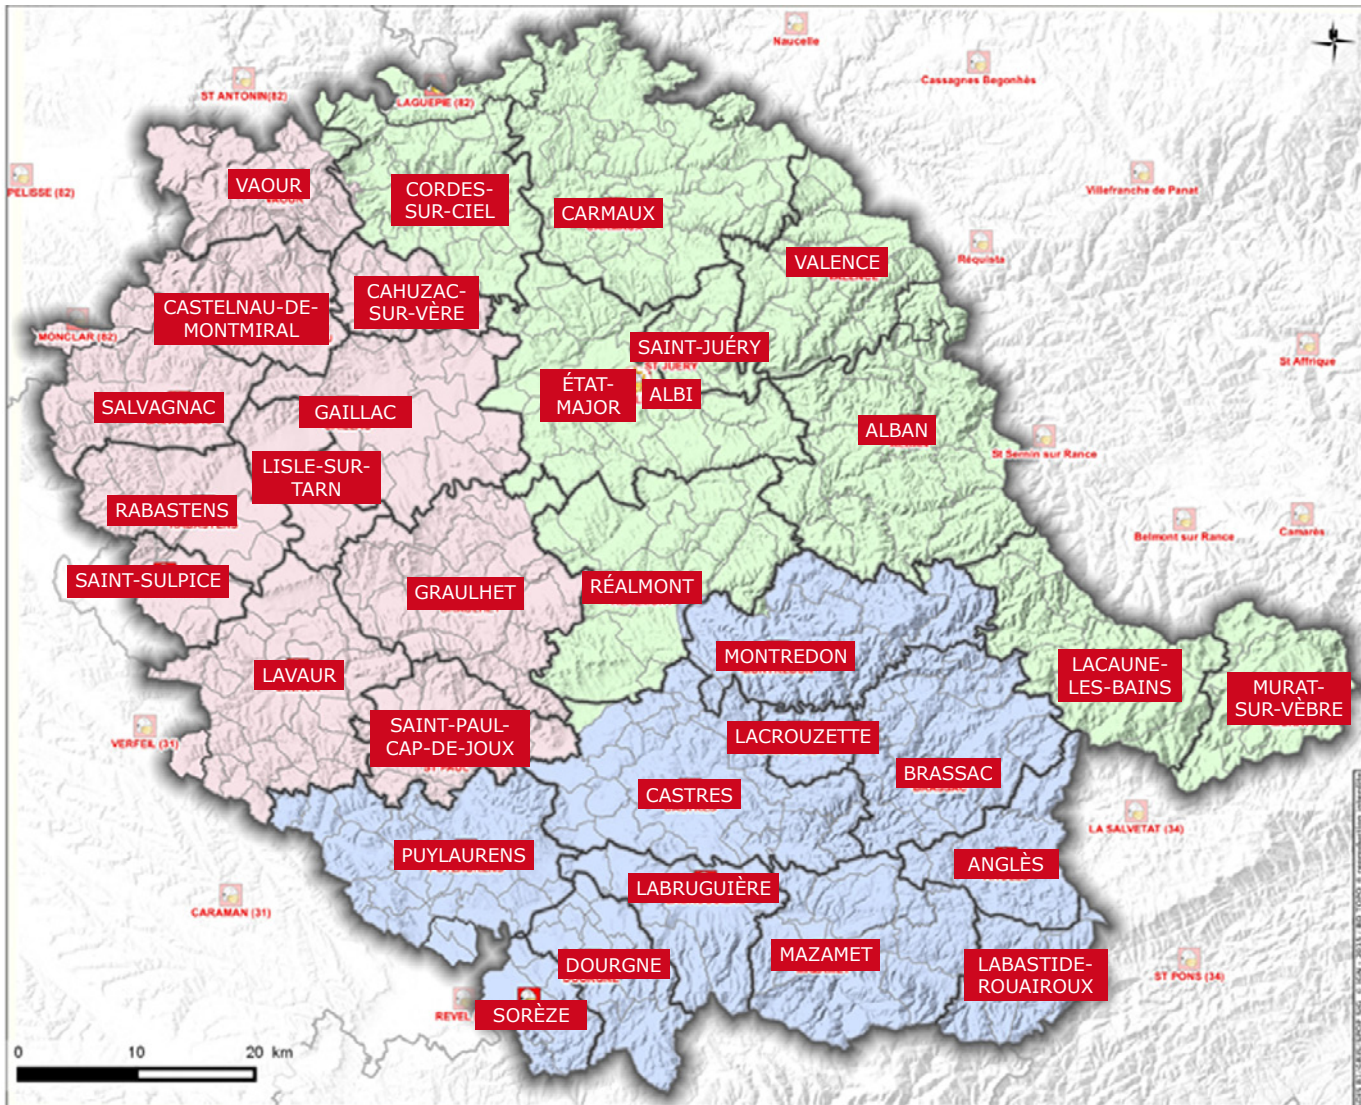 Naucelle
Cassagnes Begonhès
ST ANTONIN(82)
LAGUEPIE (82)
PELISSE (82)
VAOUR
CORDES-
SUR-CIEL
CARMAUX
Villefranche de Panat
VALENCE
Réquista
CASTELNAU-DE-
MONTMIRAL
CAHUZAC-
SUR-VÈRE
MONCLAR (82)
SAINT-JUÉRY
ST JUERY
St Affrique
ÉTAT-
MAJOR
ALBI
SALVAGNAC
GAILLAC
ALBAN
St Sernin sur Rance
LISLE-SUR-
TARN
RABASTENS
Belmont sur Rance
Camarès
SAINT-SULPICE
GRAULHET
RÉALMONT
MONTREDON
LAVAUR
LACAUNE-
LES-BAINS
MURAT-
SUR-VÈBRE
SAINT-PAUL-
CAP-DE-JOUX
ST PAUL
VERFEIL (31)
LACROUZETTE
BRASSAC
CASTRES
LA SALVETAT (34)
PUYLAURENS
ANGLÈS
LABRUGUIÈRE
CARAMAN (31)
DOURGNE
MAZAMET
LABASTIDE-
ROUAIROUX
ST PONS (34)
REVEL
SORÈZE
0 10 20 km